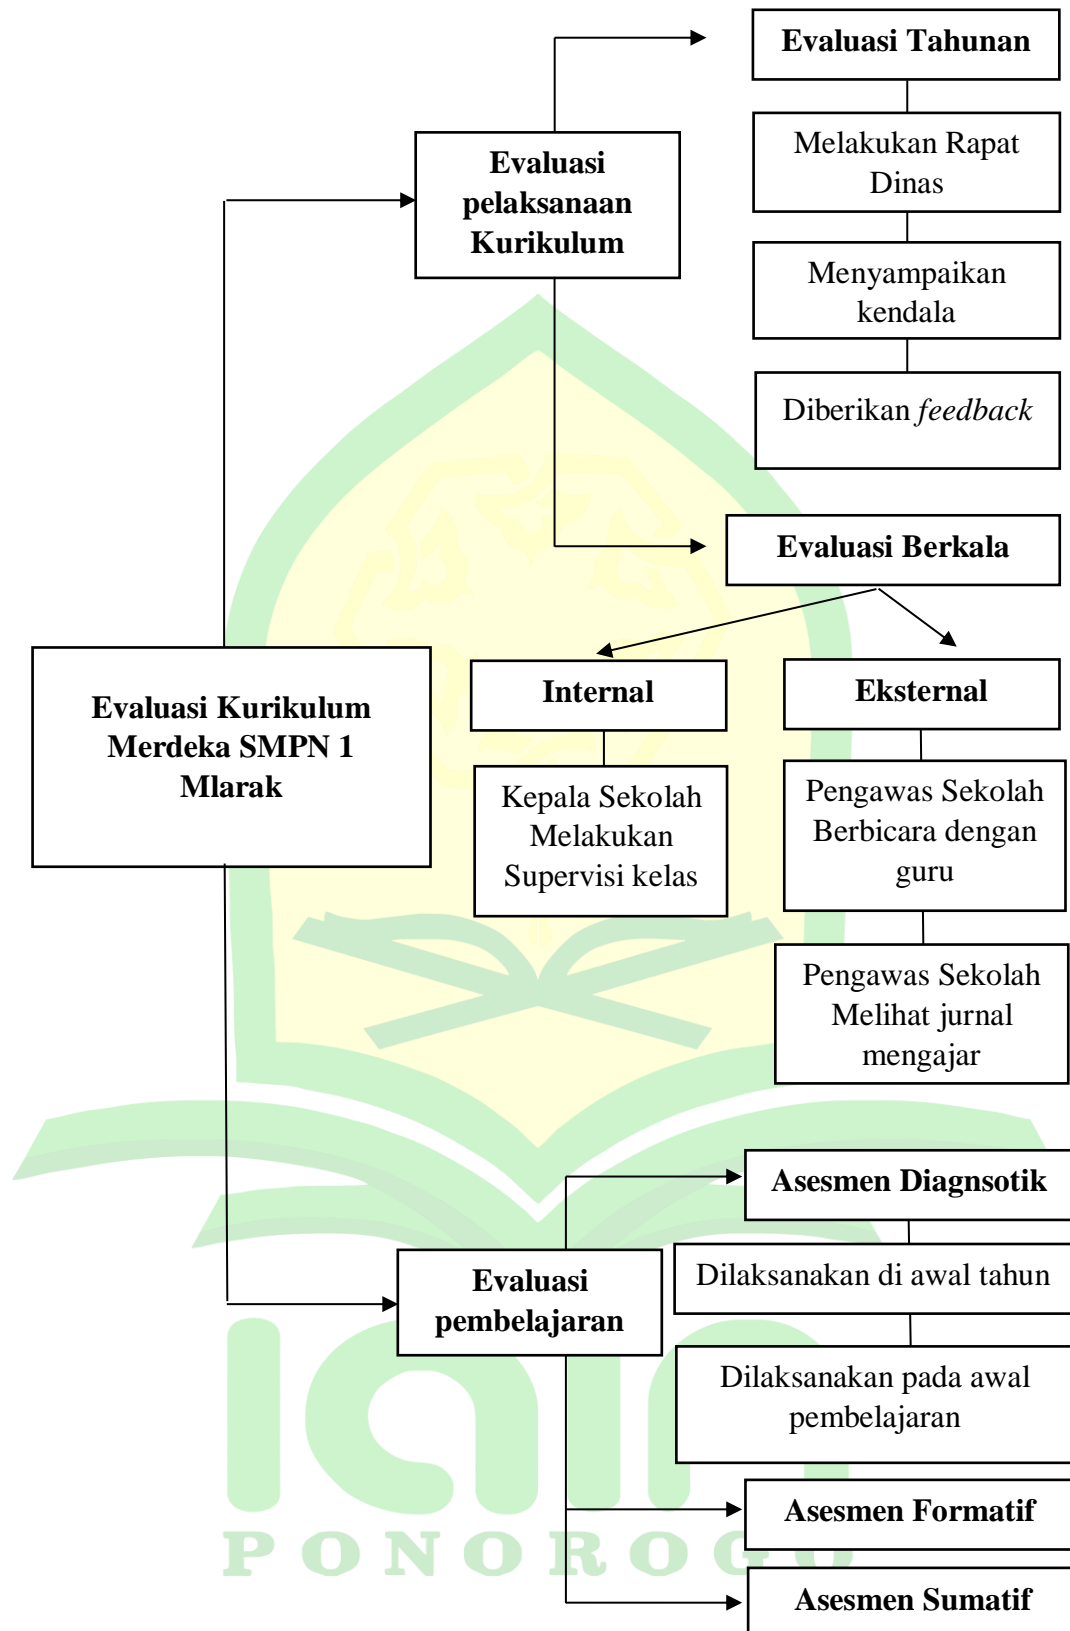 Evaluasi Tahunan
Melakukan Rapat
Dinas
Menyampaikan
kendala
Diberikan feedback
Evaluasi
pelaksanaan
Kurikulum
Evaluasi Berkala
Internal
Kepala Sekolah
Melakukan
Supervisi kelas
Eksternal
Pengawas Sekolah
Berbicara dengan
guru
Pengawas Sekolah
Melihat jurnal
mengajar
Evaluasi Kurikulum
Merdeka SMPN 1
Mlarak
Evaluasi
pembelajaran
Asesmen Diagnsotik
Dilaksanakan di awal tahun
Dilaksanakan pada awal
pembelajaran
Asesmen Formatif
Asesmen Sumatif
iain
PONOROGO